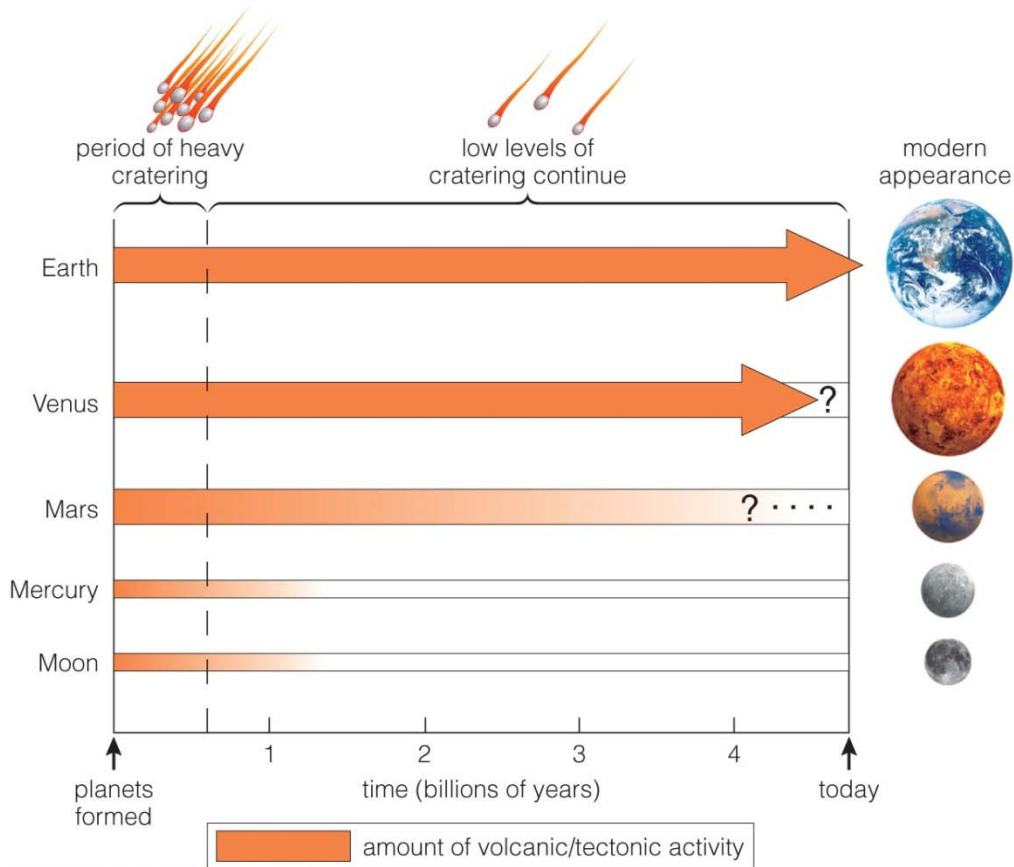 period of heavy
cratering
low levels of
cratering continue
modern
appearance
Earth
Venus
?
Mars
? . . . .
Mercury
Moon
1
2
3
4
planets
formed
time (billions of years)
today
amount of volcanic/tectonic activity